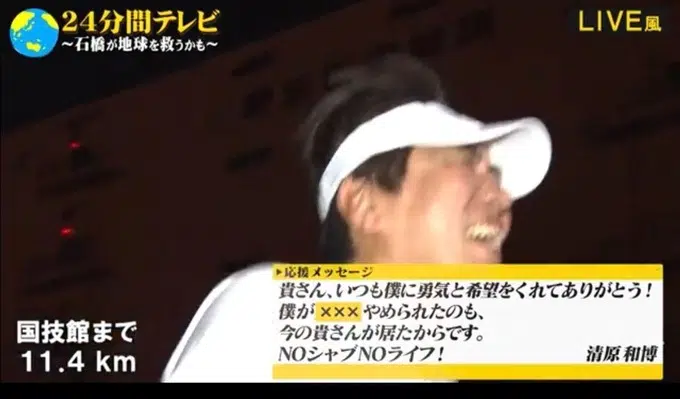 24分間テレビ
～石橋が地球を救うかも～
LIVE風
▶応援メッセージ
貴さん、いつも僕に勇気と希望をくれてありがとう！
僕が×××やめられたのも、
今の貴さんが居たからです。
NOシャブNOライフ！ 清原和博
国技館まで
11.4 km